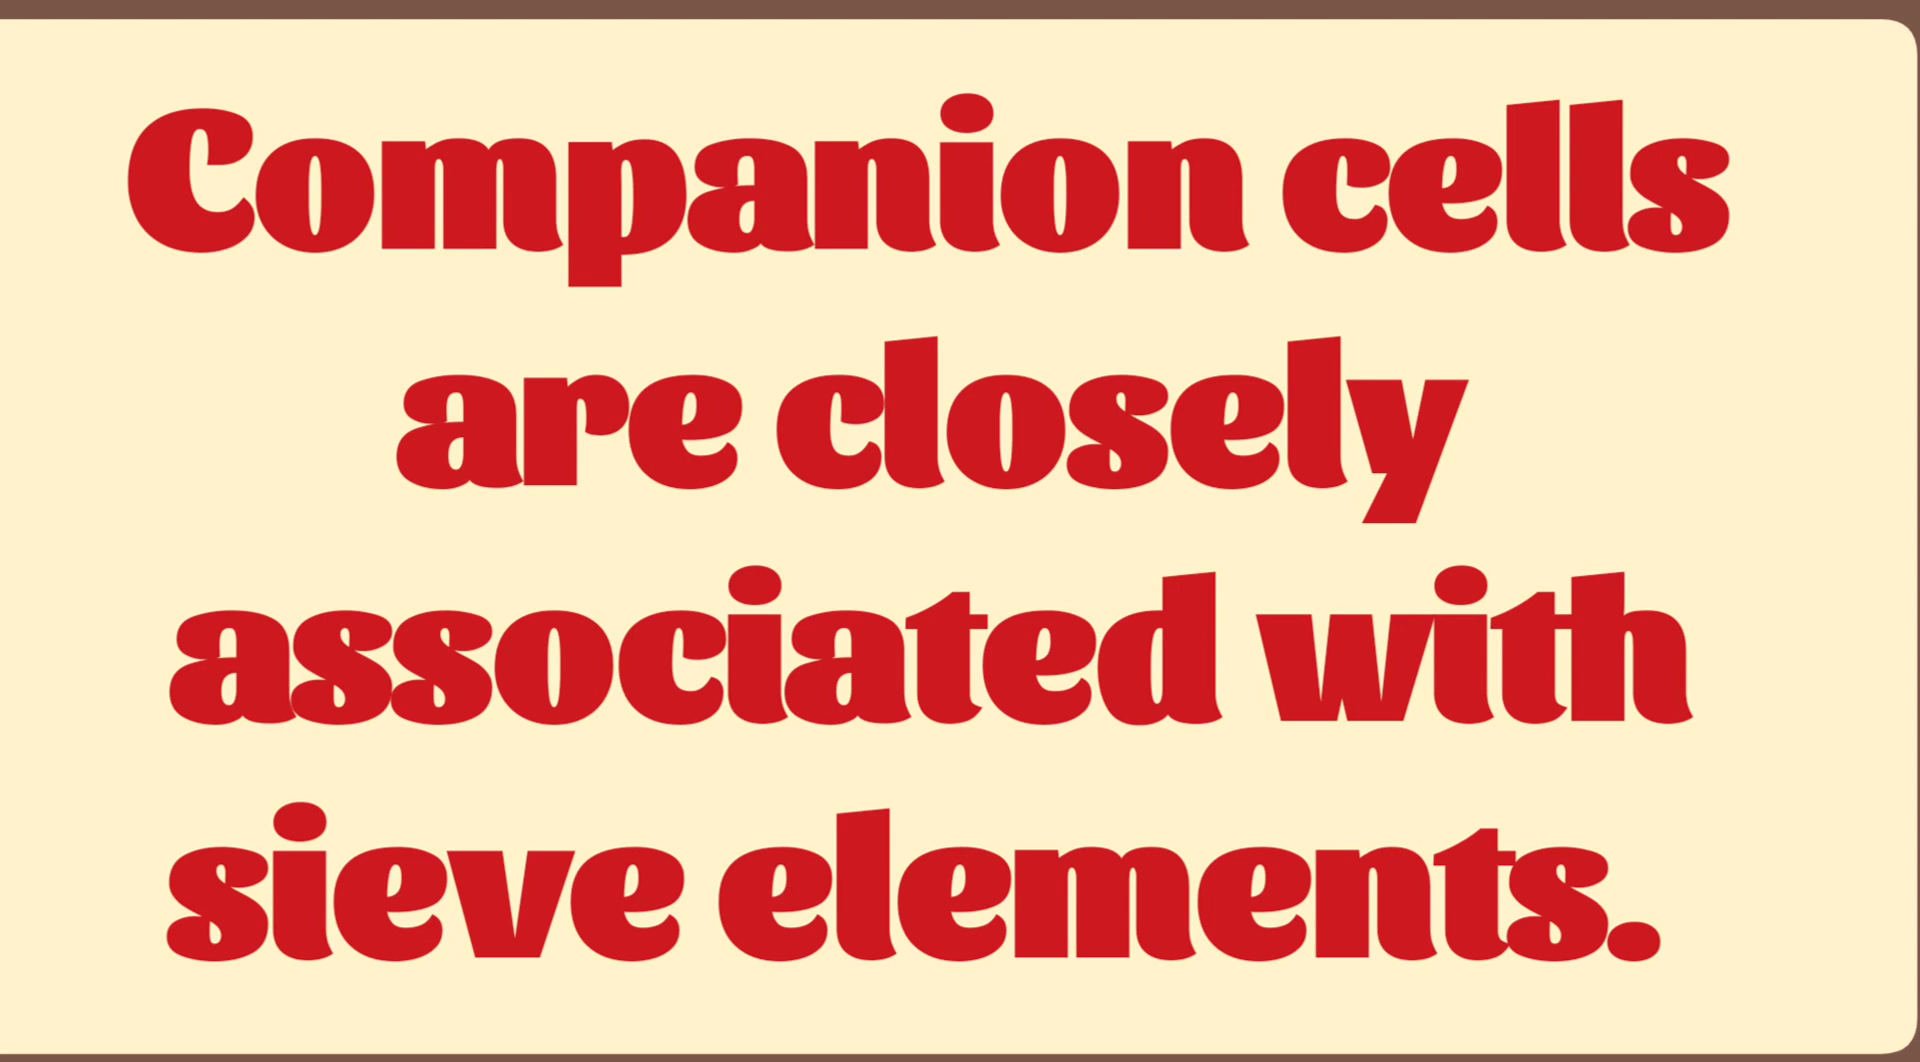 Companion cells
are closely
associated with
sieve elements.